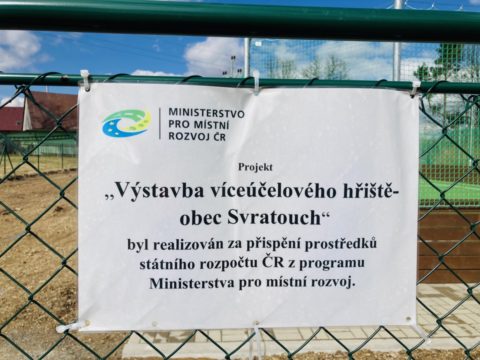 MINISTERSTVO
PRO MÍSTNÍ
ROZVOJ ČR
Projekt
„Výstavba víceúčelového hřiště-
obec Svratouch“
byl realizován za přispění prostředků
státního rozpočtu ČR z programu
Ministerstva pro místní rozvoj.